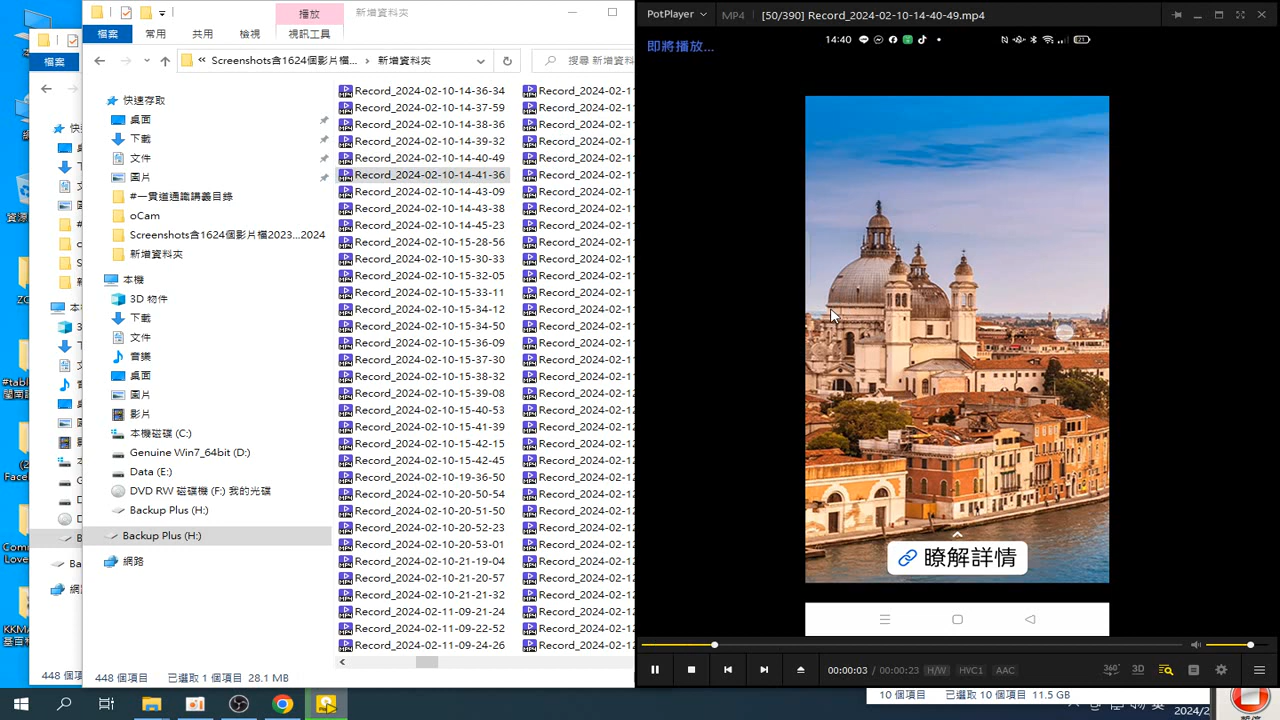 播放
新增資料夾
檔案
常用
共用
檢視
視訊工具
Screenshots含1624個影片檔... › 新增資料夾
搜尋 新增資料
快速存取
桌面
下載
文件
圖片
#一貫道通識講義目錄
oCam
Screenshots含1624個影片檔2023...2024
新增資料夾
本機
3D 物件
下載
文件
音樂
桌面
圖片
影片
本機磁碟 (C:)
Genuine Win7_64bit (D:)
Data (E:)
DVD RW 磁碟機 (F:) 我的光碟
Backup Plus (H:)
Backup Plus (H:)
網路
Record_2024-02-10-14-36-34
Record_2024-02-10-14-37-59
Record_2024-02-10-14-38-36
Record_2024-02-10-14-39-32
Record_2024-02-10-14-40-49
Record_2024-02-10-14-41-36
Record_2024-02-10-14-43-09
Record_2024-02-10-14-43-38
Record_2024-02-10-14-45-23
Record_2024-02-10-15-28-56
Record_2024-02-10-15-30-33
Record_2024-02-10-15-32-05
Record_2024-02-10-15-33-11
Record_2024-02-10-15-34-12
Record_2024-02-10-15-34-50
Record_2024-02-10-15-36-09
Record_2024-02-10-15-37-30
Record_2024-02-10-15-38-32
Record_2024-02-10-15-39-08
Record_2024-02-10-15-40-53
Record_2024-02-10-15-41-39
Record_2024-02-10-15-42-15
Record_2024-02-10-15-42-45
Record_2024-02-10-19-36-50
Record_2024-02-10-20-50-54
Record_2024-02-10-20-51-50
Record_2024-02-10-20-52-23
Record_2024-02-10-20-53-01
Record_2024-02-10-21-19-04
Record_2024-02-10-21-20-57
Record_2024-02-10-21-21-32
Record_2024-02-11-09-21-24
Record_2024-02-11-09-22-52
Record_2024-02-11-09-24-26
448 個項目
已選取 1 個項目 28.1 MB
PotPlayer
MP4
[50/390] Record_2024-02-10-14-40-49.mp4
即將播放...
14:40
瞭解詳情
00:00:03 / 00:00:23
H/W
HVC1
AAC
360°
3D
10 個項目
已選取 10 個項目 11.5 GB
檔案